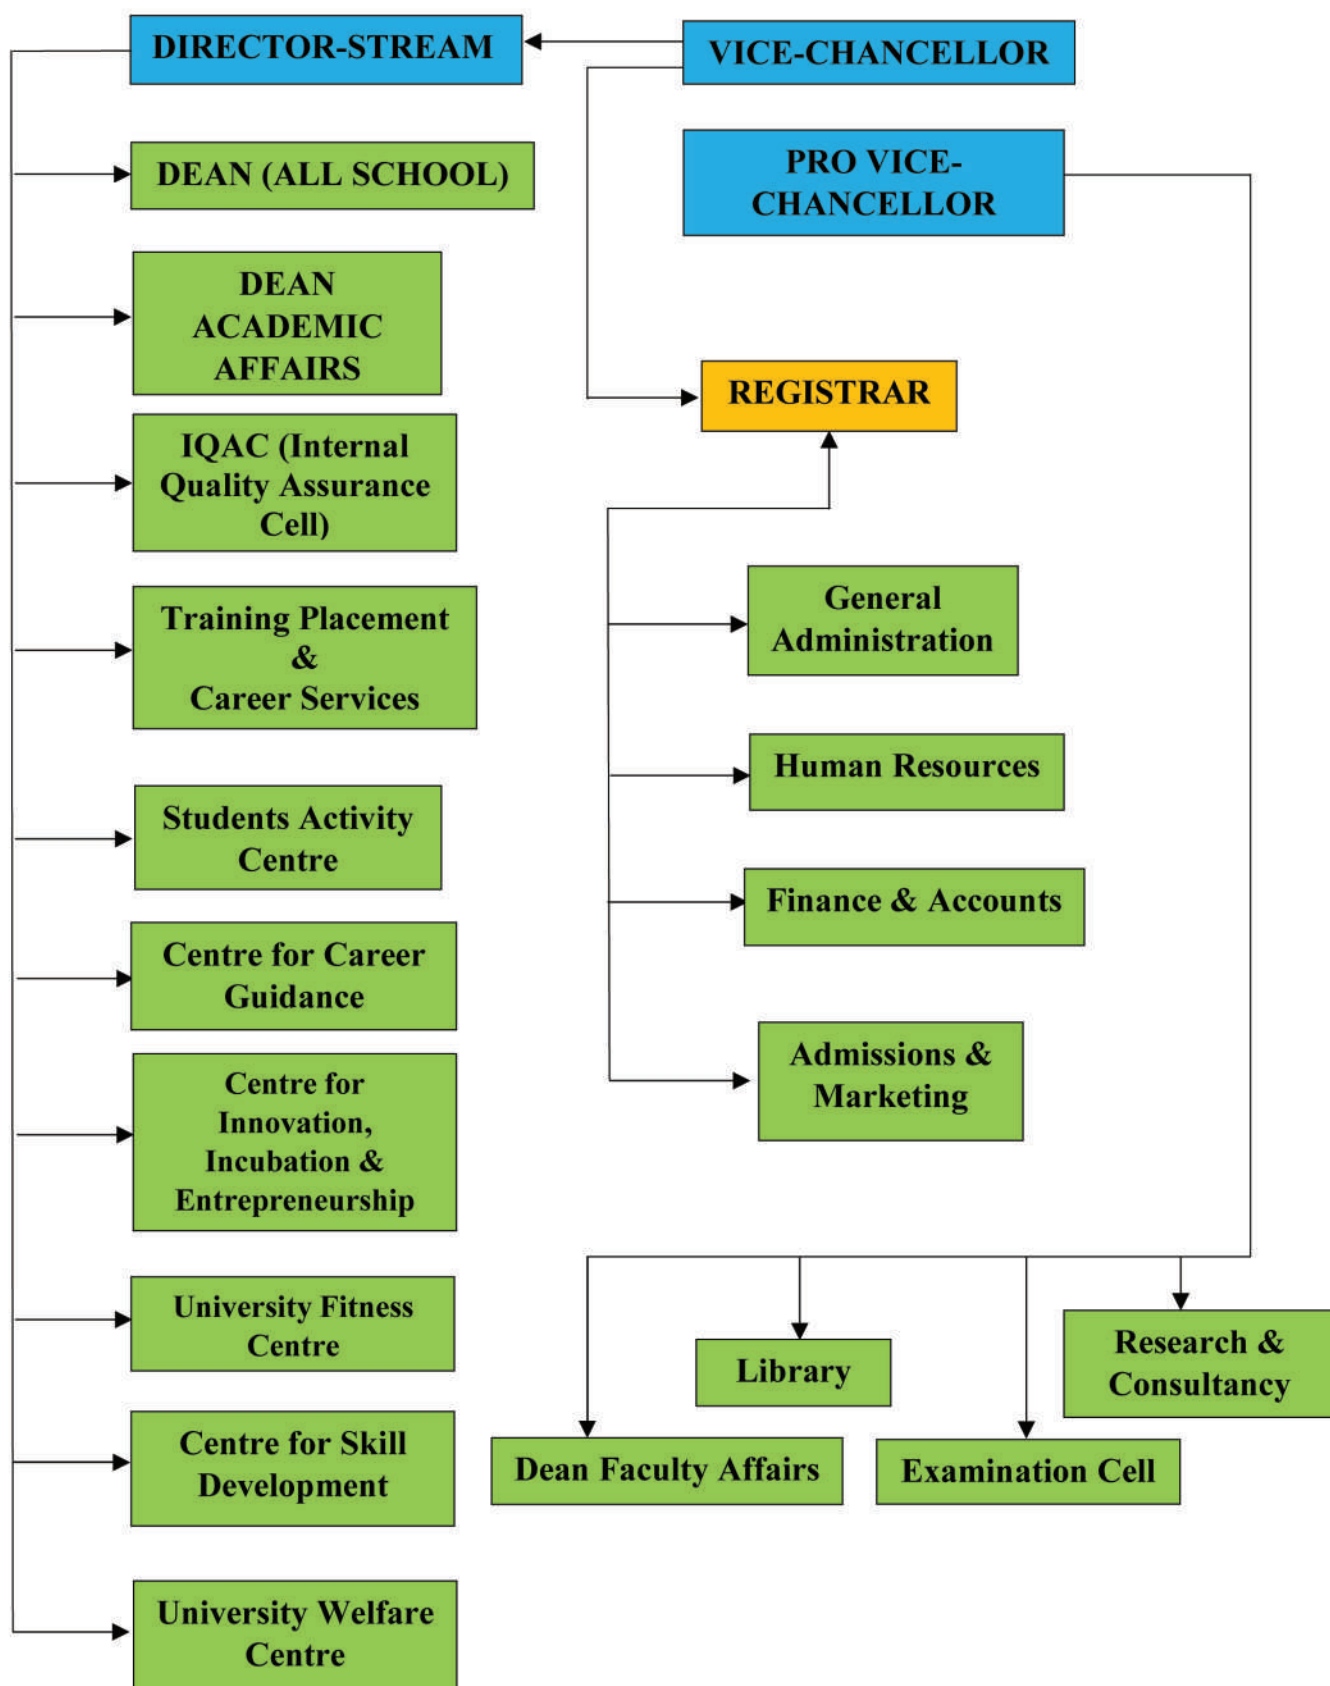 DIRECTOR-STREAM
VICE-CHANCELLOR
PRO VICE-
CHANCELLOR
DEAN (ALL SCHOOL)
DEAN
ACADEMIC
AFFAIRS
REGISTRAR
IQAC (Internal
Quality Assurance
Cell)
General
Administration
Training Placement
&
Career Services
Human Resources
Students Activity
Centre
Finance & Accounts
Centre for Career
Guidance
Admissions &
Marketing
Centre for
Innovation,
Incubation &
Entrepreneurship
University Fitness
Centre
Library
Research &
Consultancy
Centre for Skill
Development
Dean Faculty Affairs
Examination Cell
University Welfare
Centre